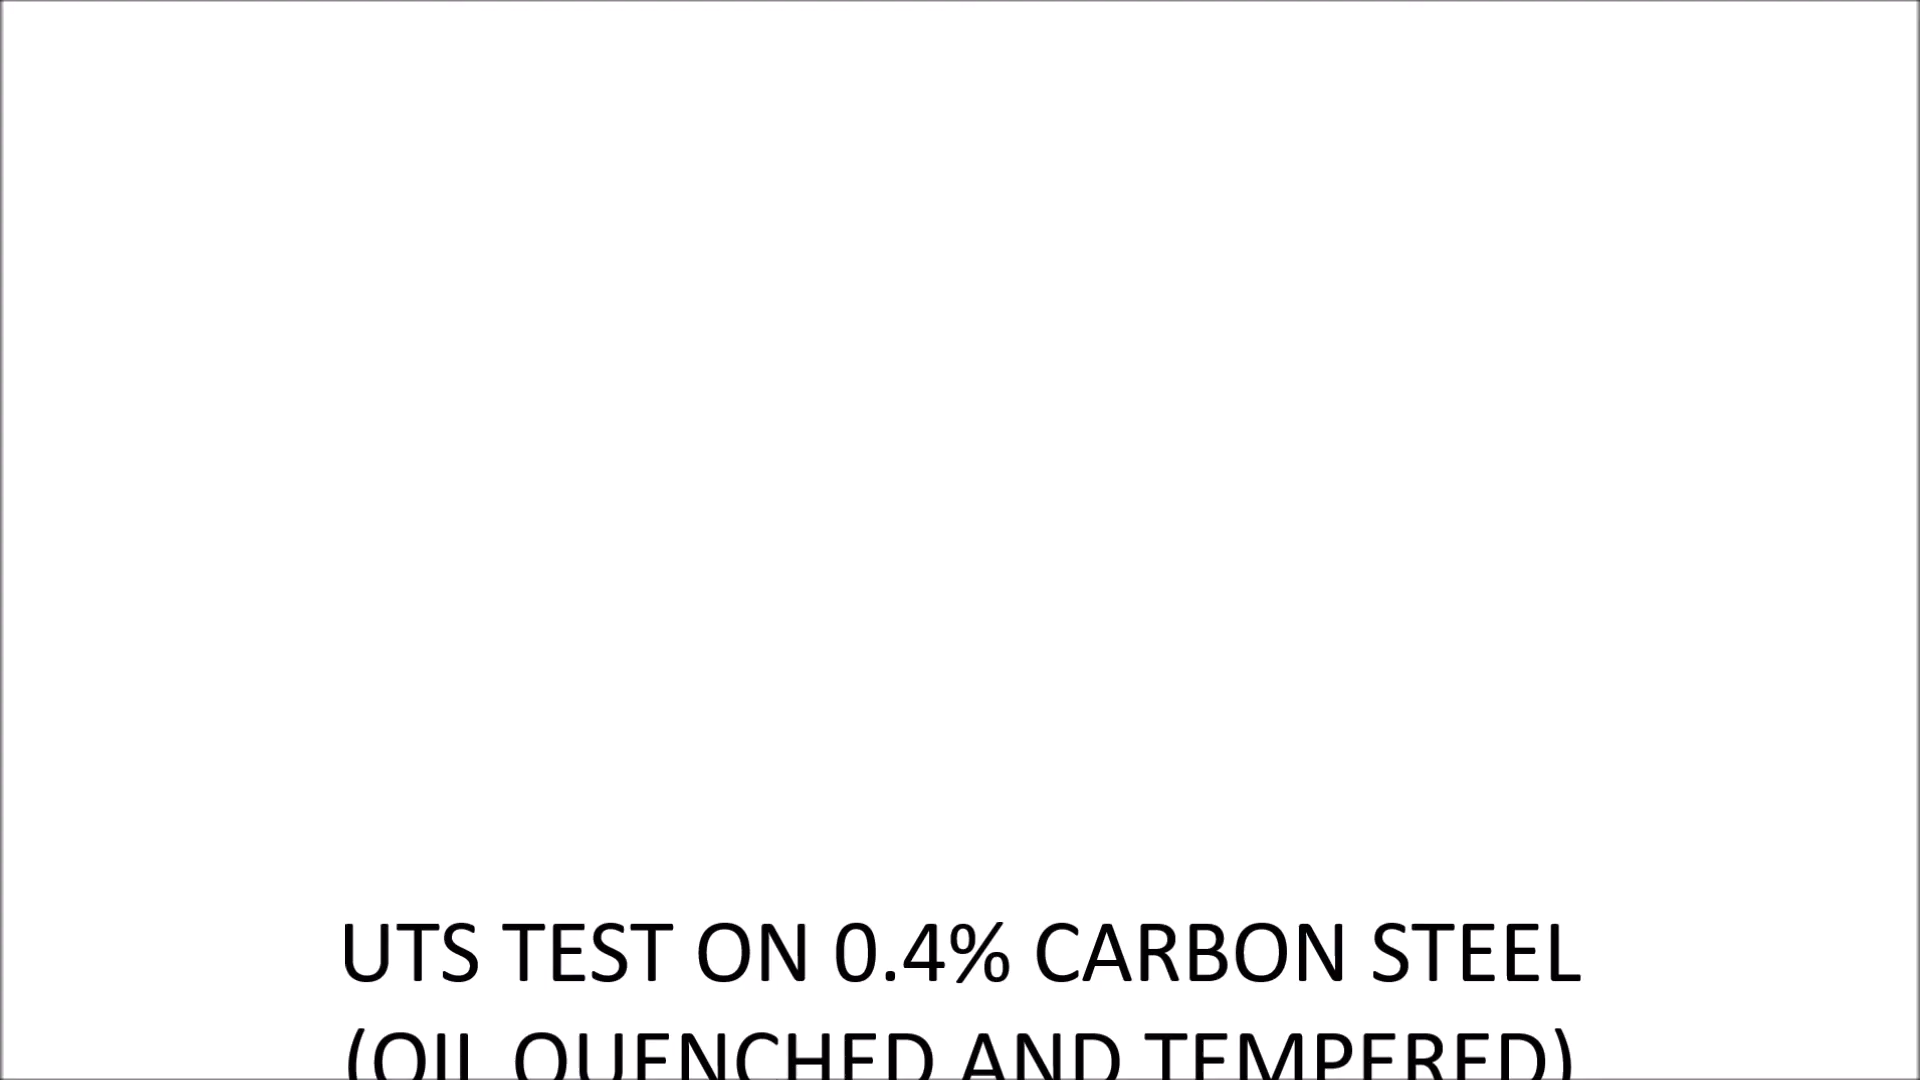 UTS TEST ON 0.4% CARBON STEEL
(OIL QUENCHED AND TEMPERED)